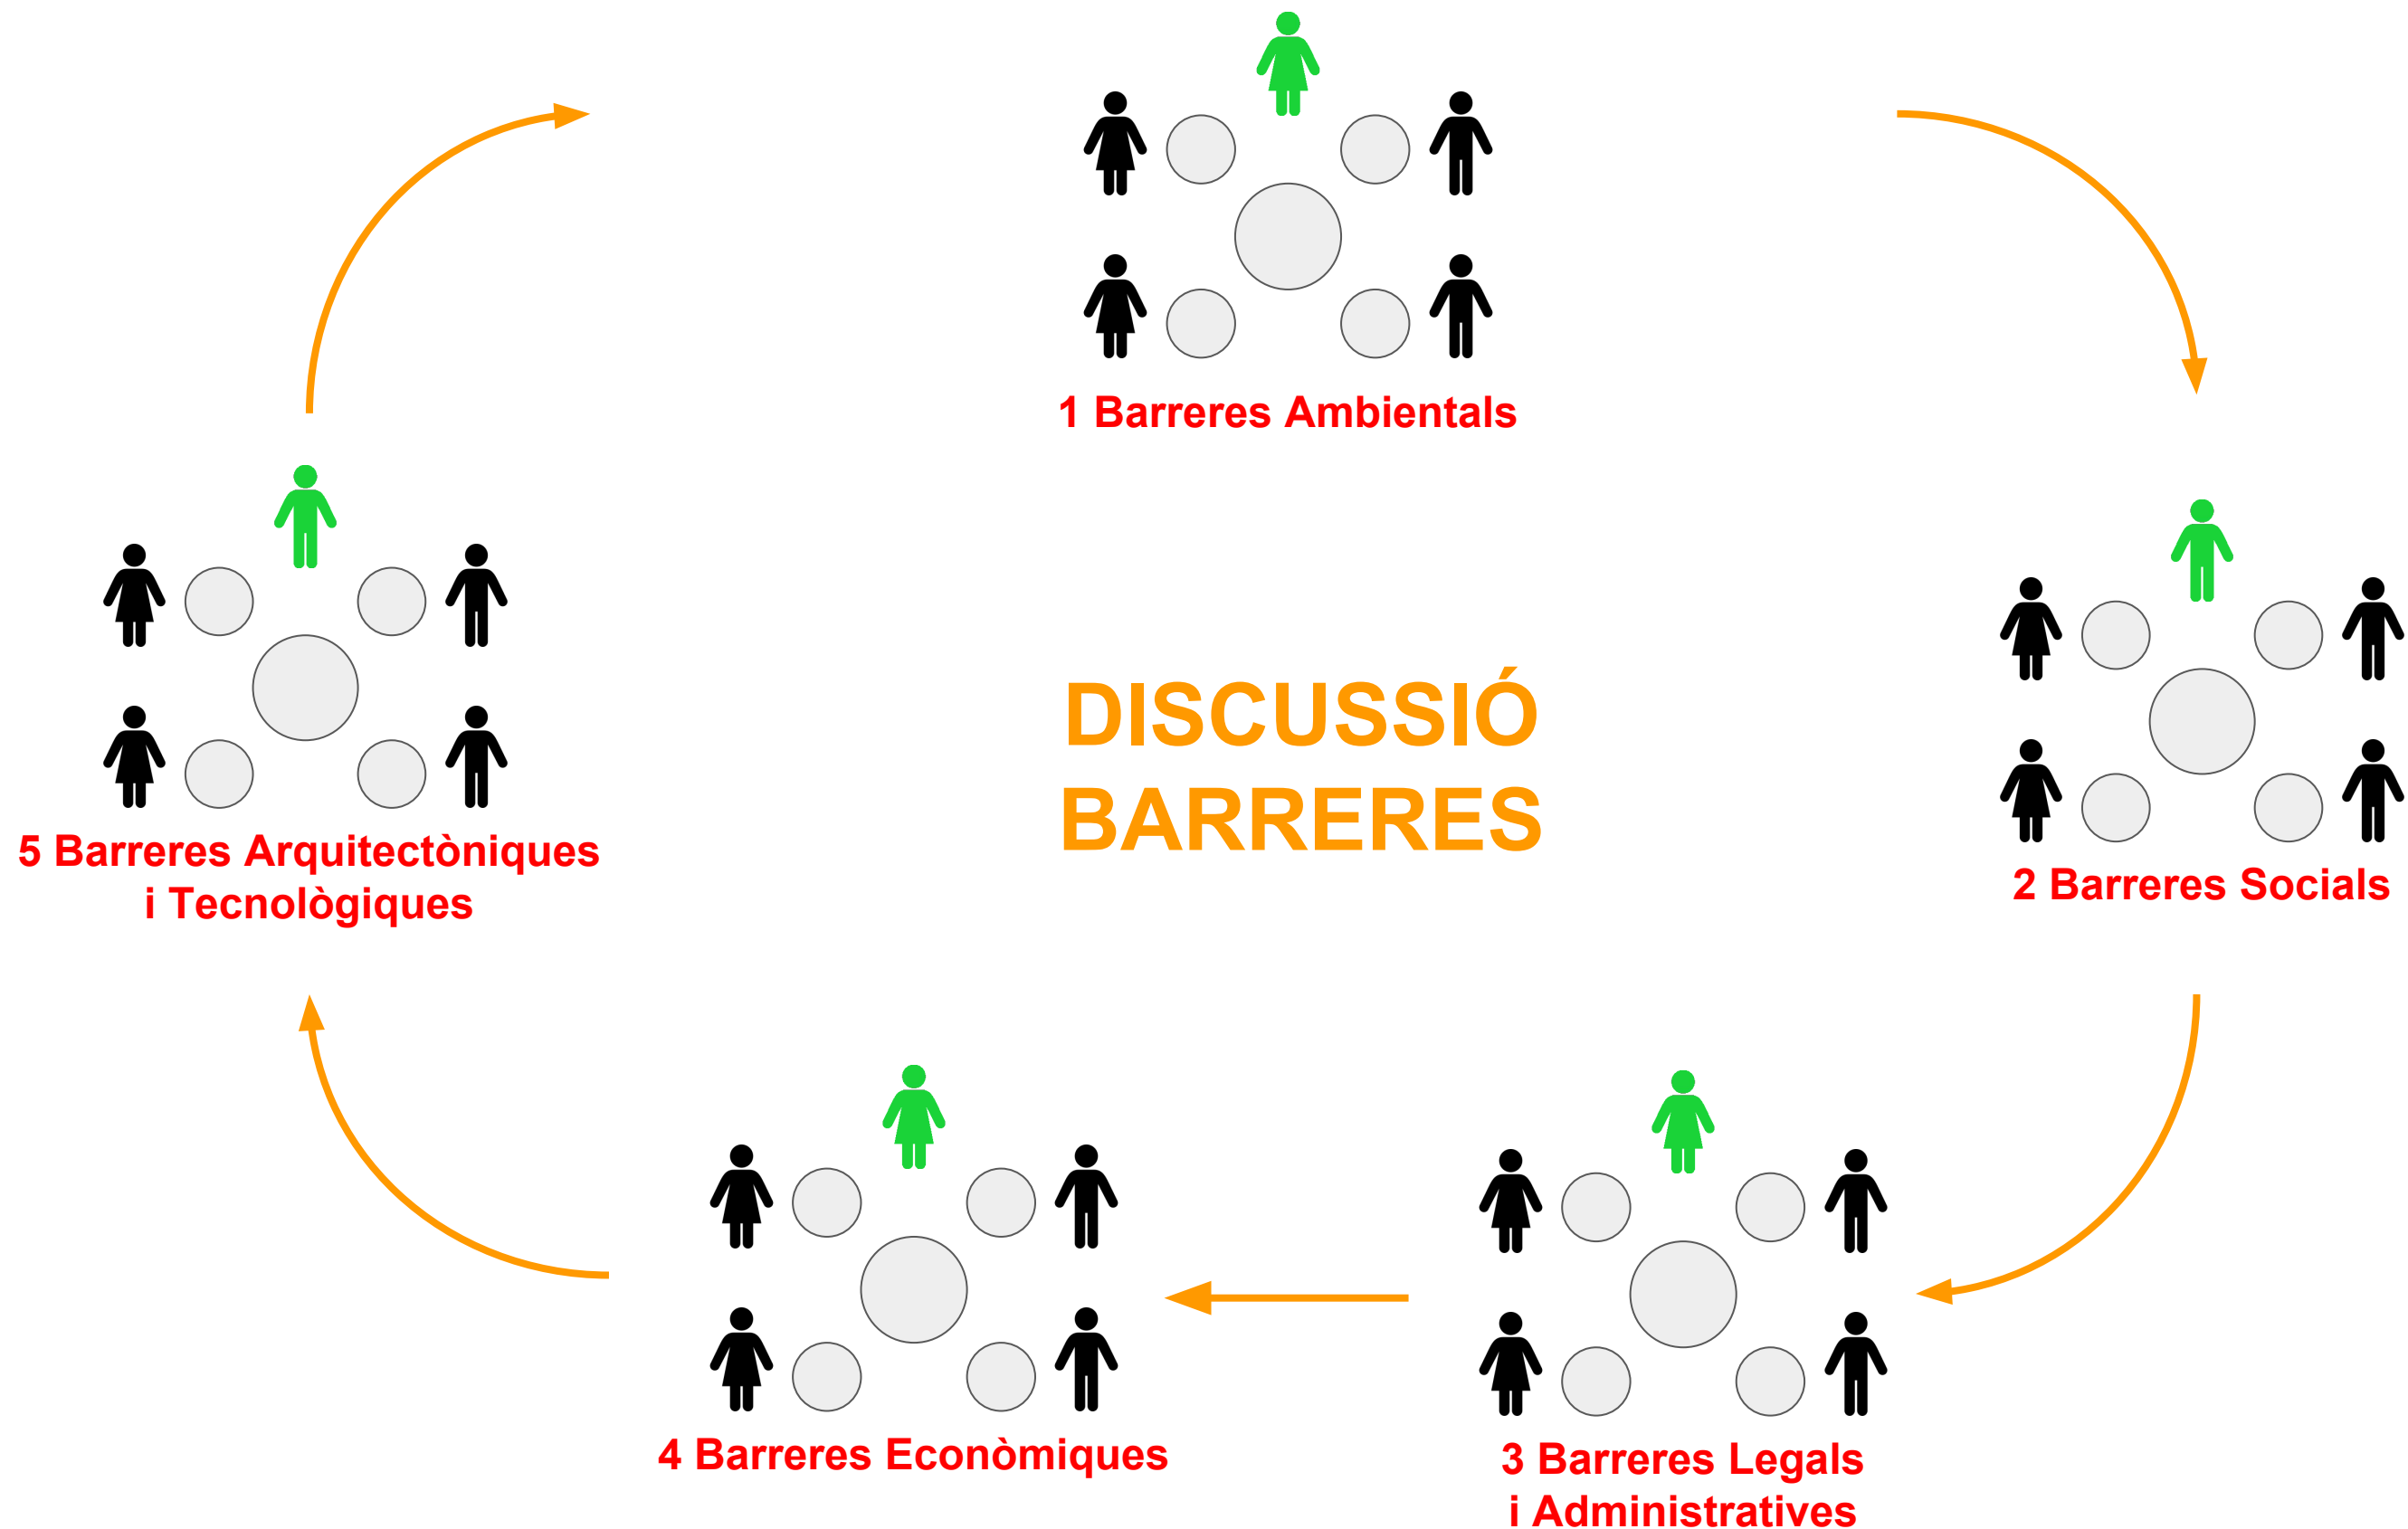 1 Barreres Ambientals
DISCUSSIÓ
BARRERES
2 Barreres Socials
3 Barreres Legals
i Administratives
4 Barreres Econòmiques
5 Barreres Arquitectòniques
i Tecnològiques